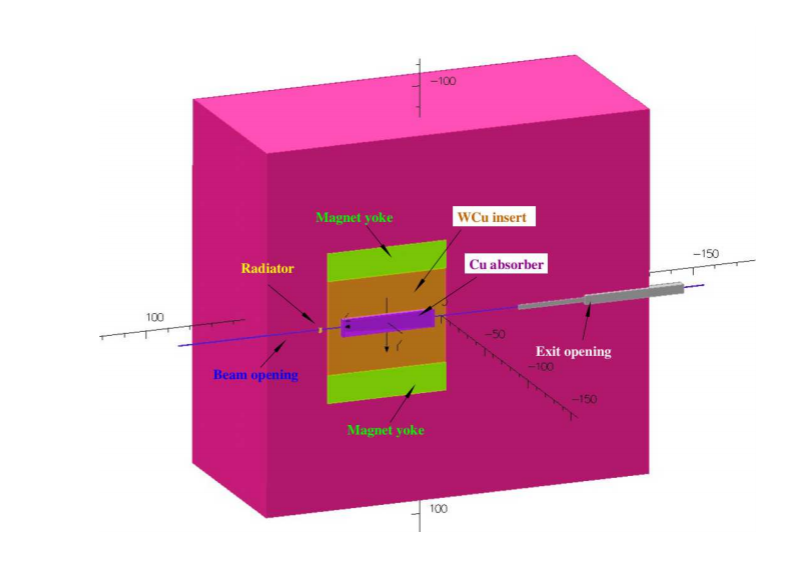 −100
Magnet yoke
WCu insert
Radiator
Cu absorber
−150
100
0
−50
Exit opening
Beam opening
−100
−150
Magnet yoke
100